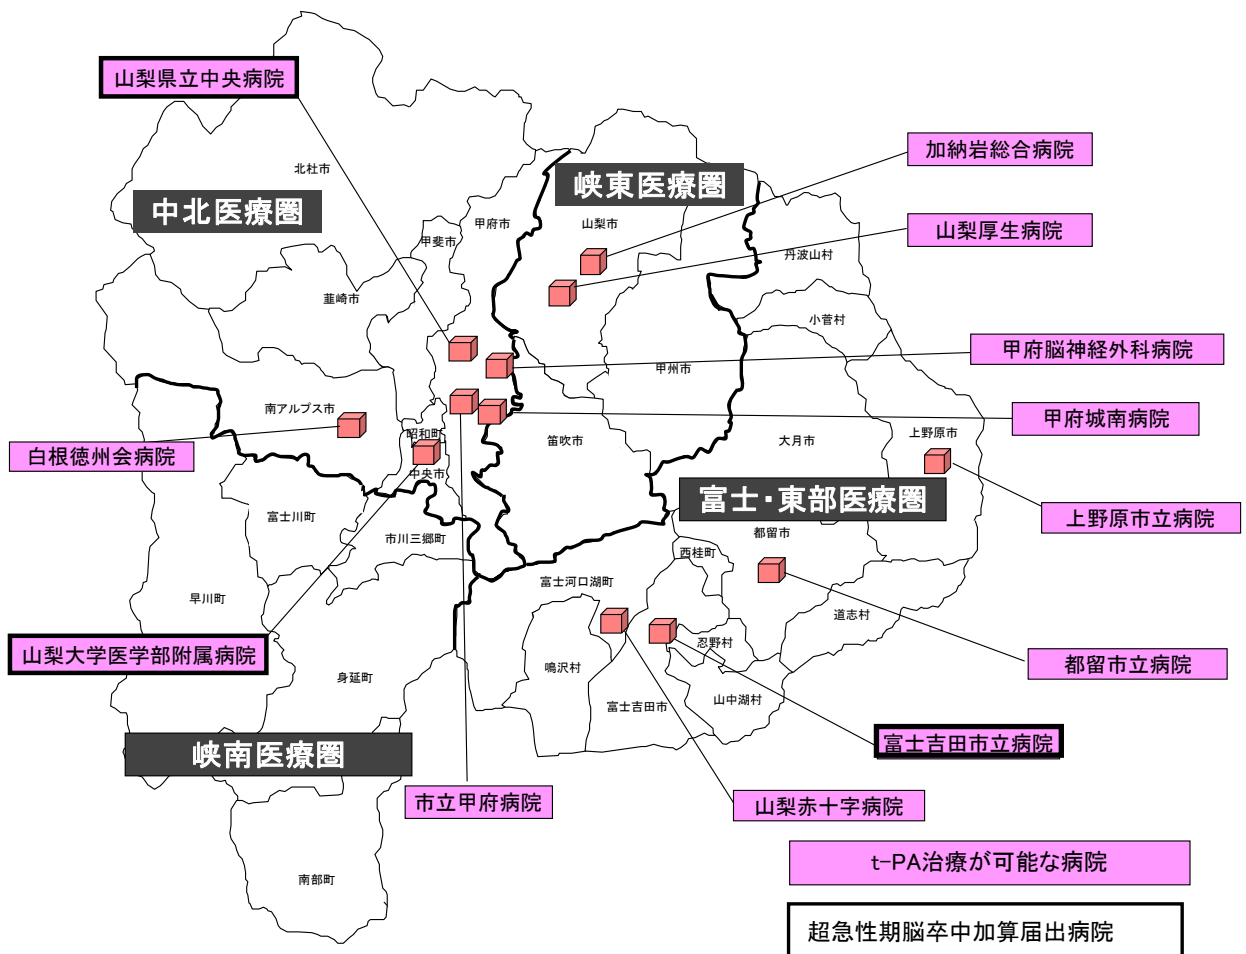 山梨県立中央病院
加納岩総合病院
北杜市
峡東医療圏
中北医療圏
甲府市
山梨市
山梨厚生病院
甲斐市
丹波山村
韮崎市
小菅村
甲府脳神経外科病院
甲州市
南アルプス市
甲府城南病院
昭和町
笛吹市
大月市
上野原市
白根徳州会病院
中央市
富士・東部医療圏
富士川町
上野原市立病院
市川三郷町
都留市
西桂町
富士河口湖町
早川町
道志村
山梨大学医学部附属病院
忍野村
鳴沢村
都留市立病院
身延町
山中湖村
富士吉田市
富士吉田市立病院
峡南医療圏
市立甲府病院
山梨赤十字病院
t-PA治療が可能な病院
南部町
超急性期脳卒中加算届出病院